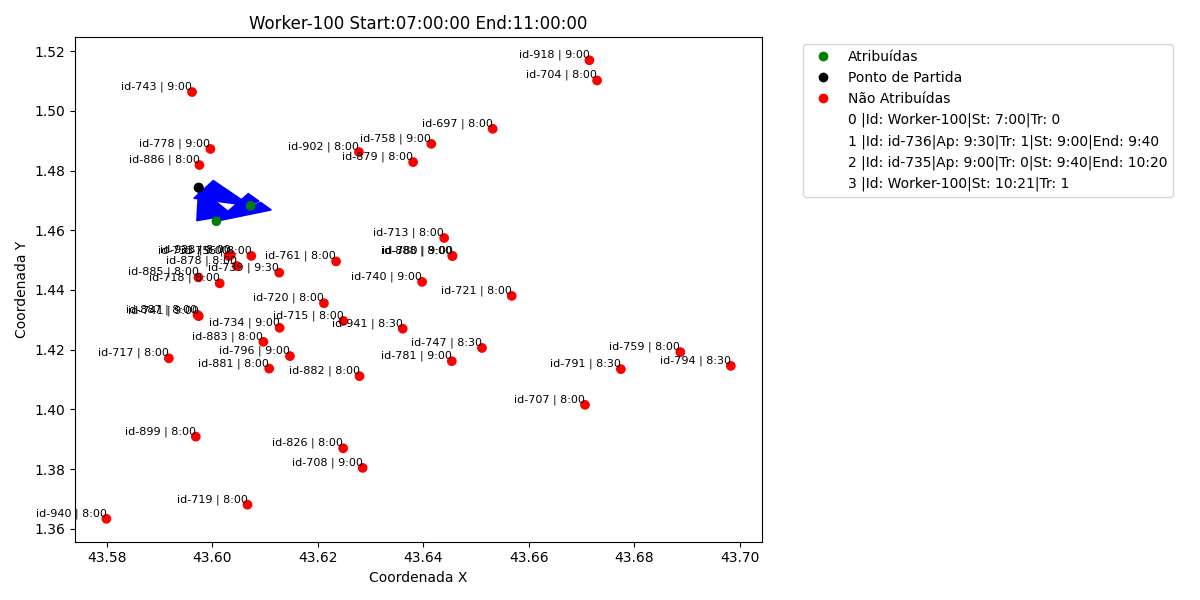 Worker-100 Start:07:00:00 End:11:00:00
Coordenada Y
1.52
1.50
1.48
1.46
1.44
1.42
1.40
1.38
1.36
id-918 | 9:00
id-704 | 8:00
id-743 | 9:00
id-697 | 8:00
id-758 | 9:00
id-778 | 9:00
id-902 | 8:00
id-879 | 8:00
id-886 | 8:00
id-713 | 8:00
id-878 | 8:00
id-761 | 8:00
id-885 | 8:00
id-718 | 8:00
id-740 | 9:00
id-721 | 8:00
id-720 | 8:00
id-715 | 8:00
id-734 | 9:00
id-941 | 8:30
id-883 | 8:00
id-747 | 8:30
id-717 | 8:00
id-796 | 9:00
id-781 | 9:00
id-759 | 8:00
id-881 | 8:00
id-882 | 8:00
id-791 | 8:30
id-794 | 8:30
id-707 | 8:00
id-899 | 8:00
id-826 | 8:00
id-708 | 9:00
id-719 | 8:00
id-940 | 8:00
43.58 43.60 43.62 43.64 43.66 43.68 43.70
Coordenada X
Atribuídas
Ponto de Partida
Não Atribuídas
0 |Id: Worker-100|St: 7:00|Tr: 0
1 |Id: id-736|Ap: 9:30|Tr: 1|St: 9:00|End: 9:40
2 |Id: id-735|Ap: 9:00|Tr: 0|St: 9:40|End: 10:20
3 |Id: Worker-100|St: 10:21|Tr: 1